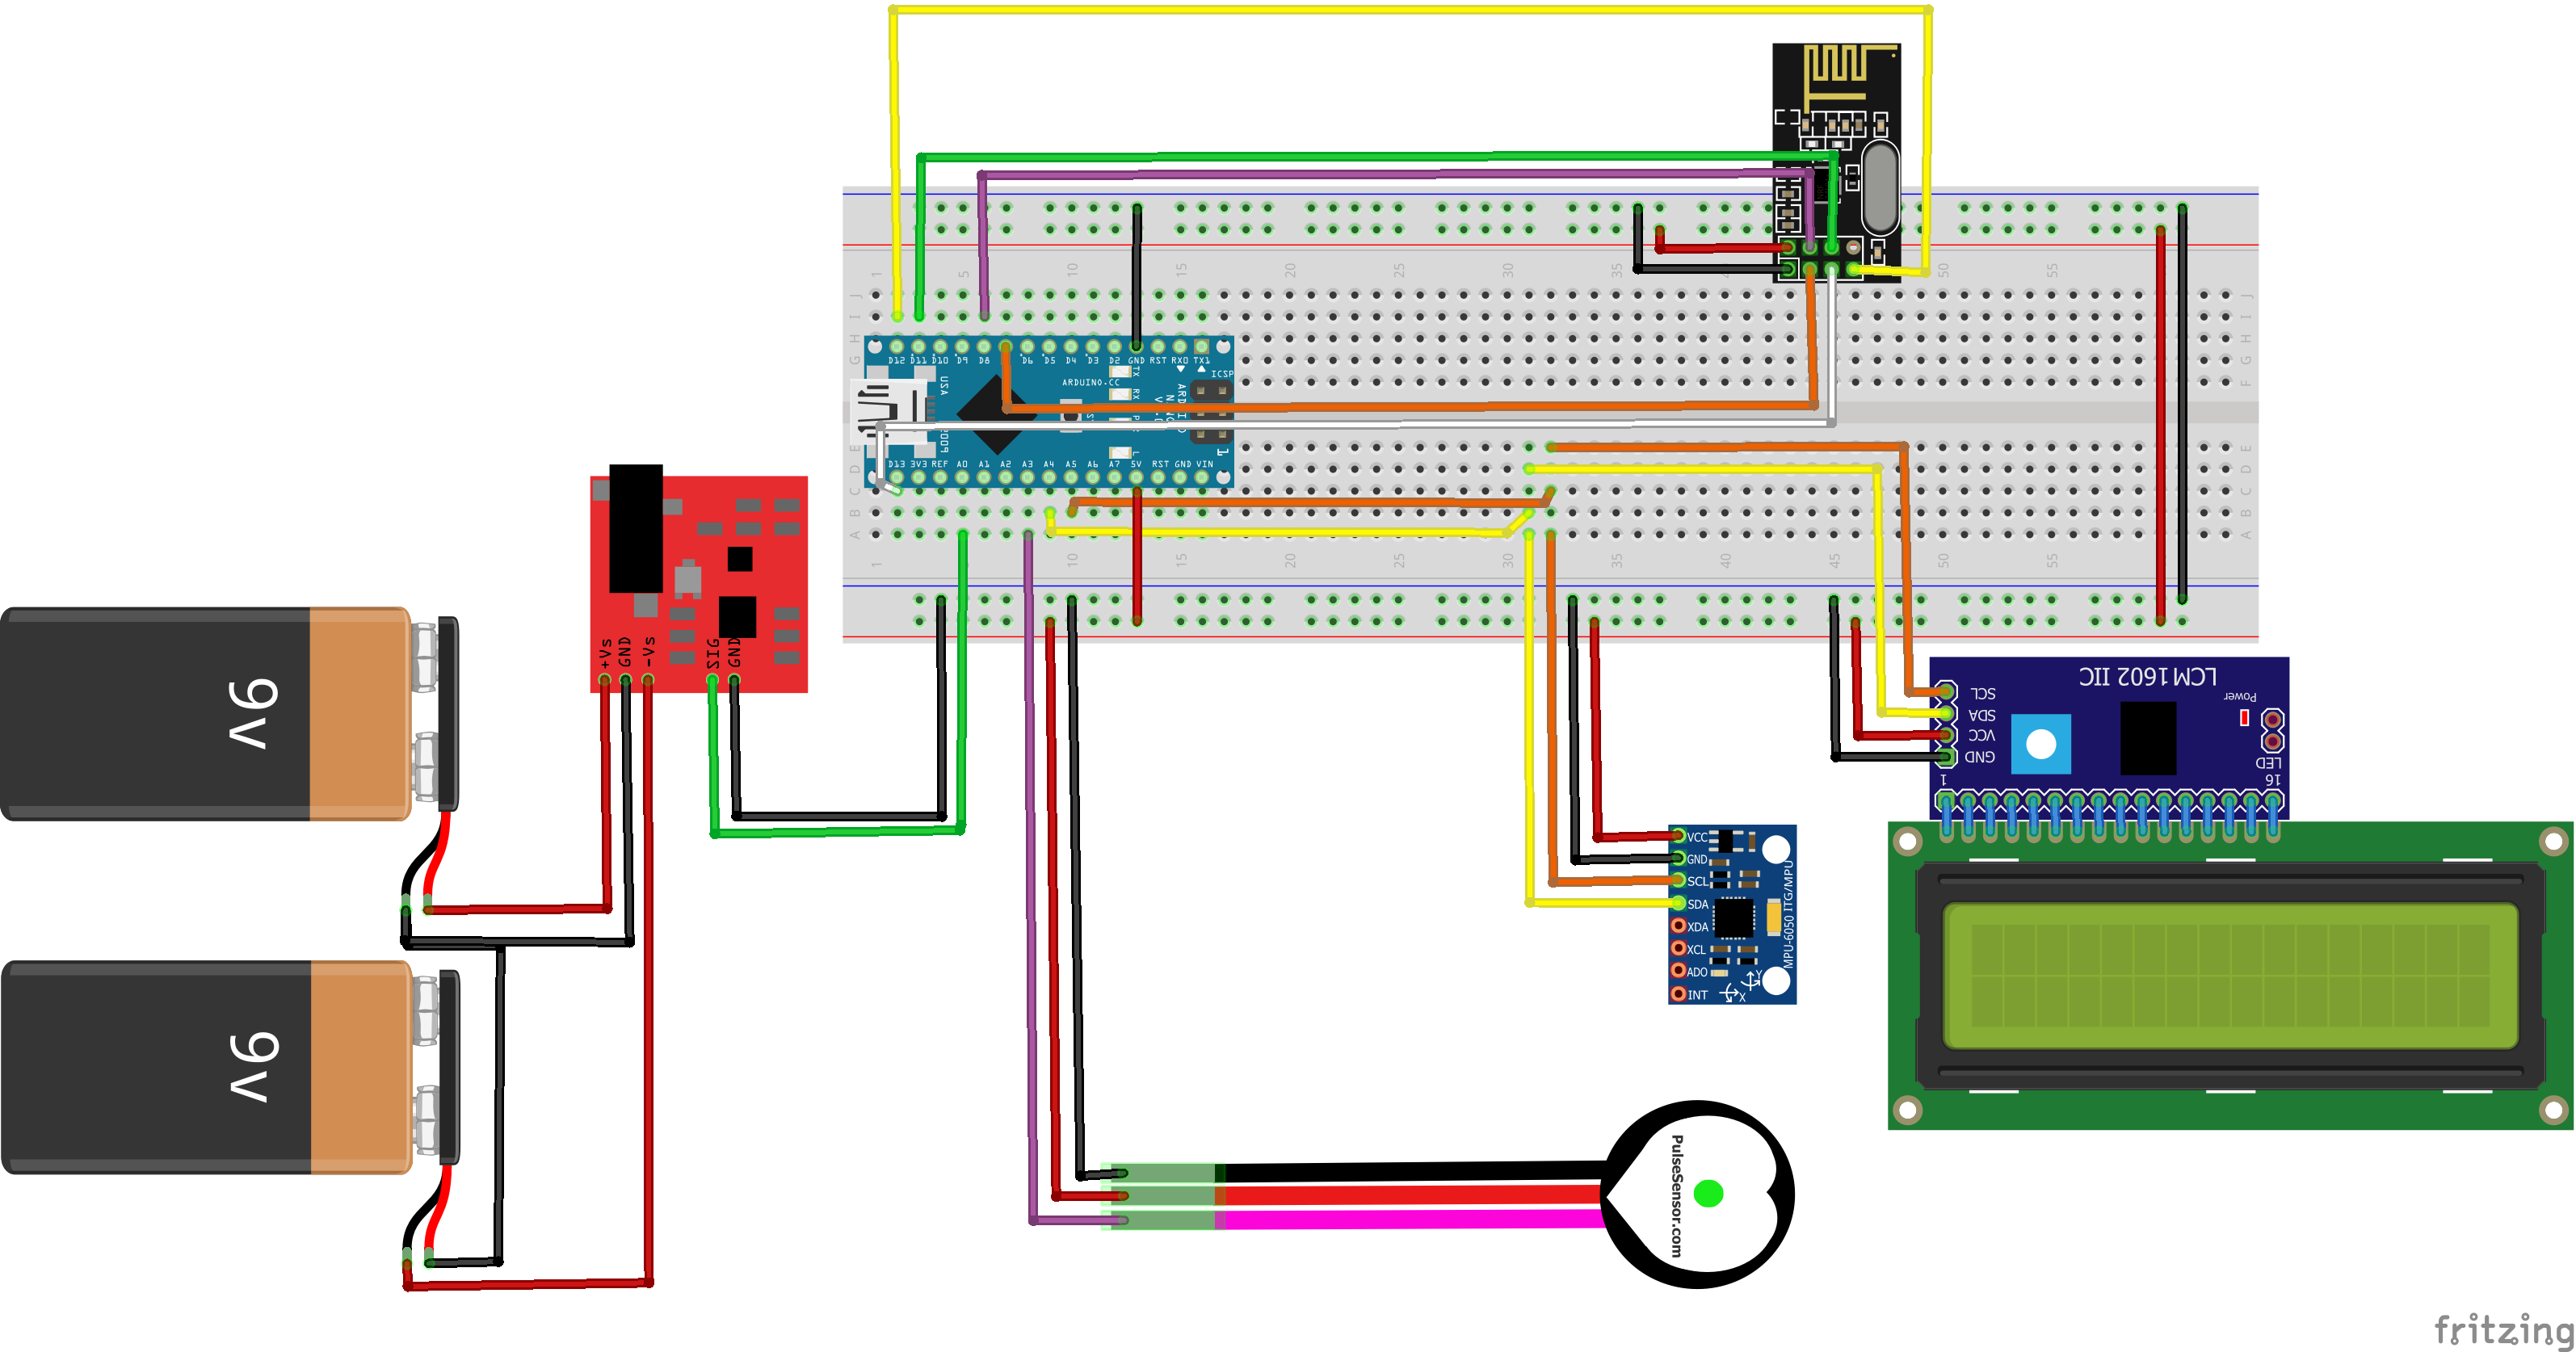 1 5 10 15 20 25 30 35 50 55
J
I
H
G
F
J
I
H
G
F
D12 D11 D10 D9 D8 D6 D5 D4 D3 D2 GND RST RX0 TX1
USA
ARDUINO.CC
TX
RX
ICSP
L
1
D13 3V3 REF A0 A1 A2 A3 A4 A5 A6 A7 5V RST GND VIN
E
D
C
B
A
E
D
C
B
A
1 10 15 20 25 30 35 40 45 50 55
+Vs
GND
-Vs
SIG
GND
9v
9v
LCM 1602 IIC
Power
SCL
SDA
VCC
GND
LED
1
16
VCC
GND
SCL
SDA
XDA
XCL
ADO
INT
MPU-6050 ITG/MPU
Y
X
PulseSensor.com
fritzing